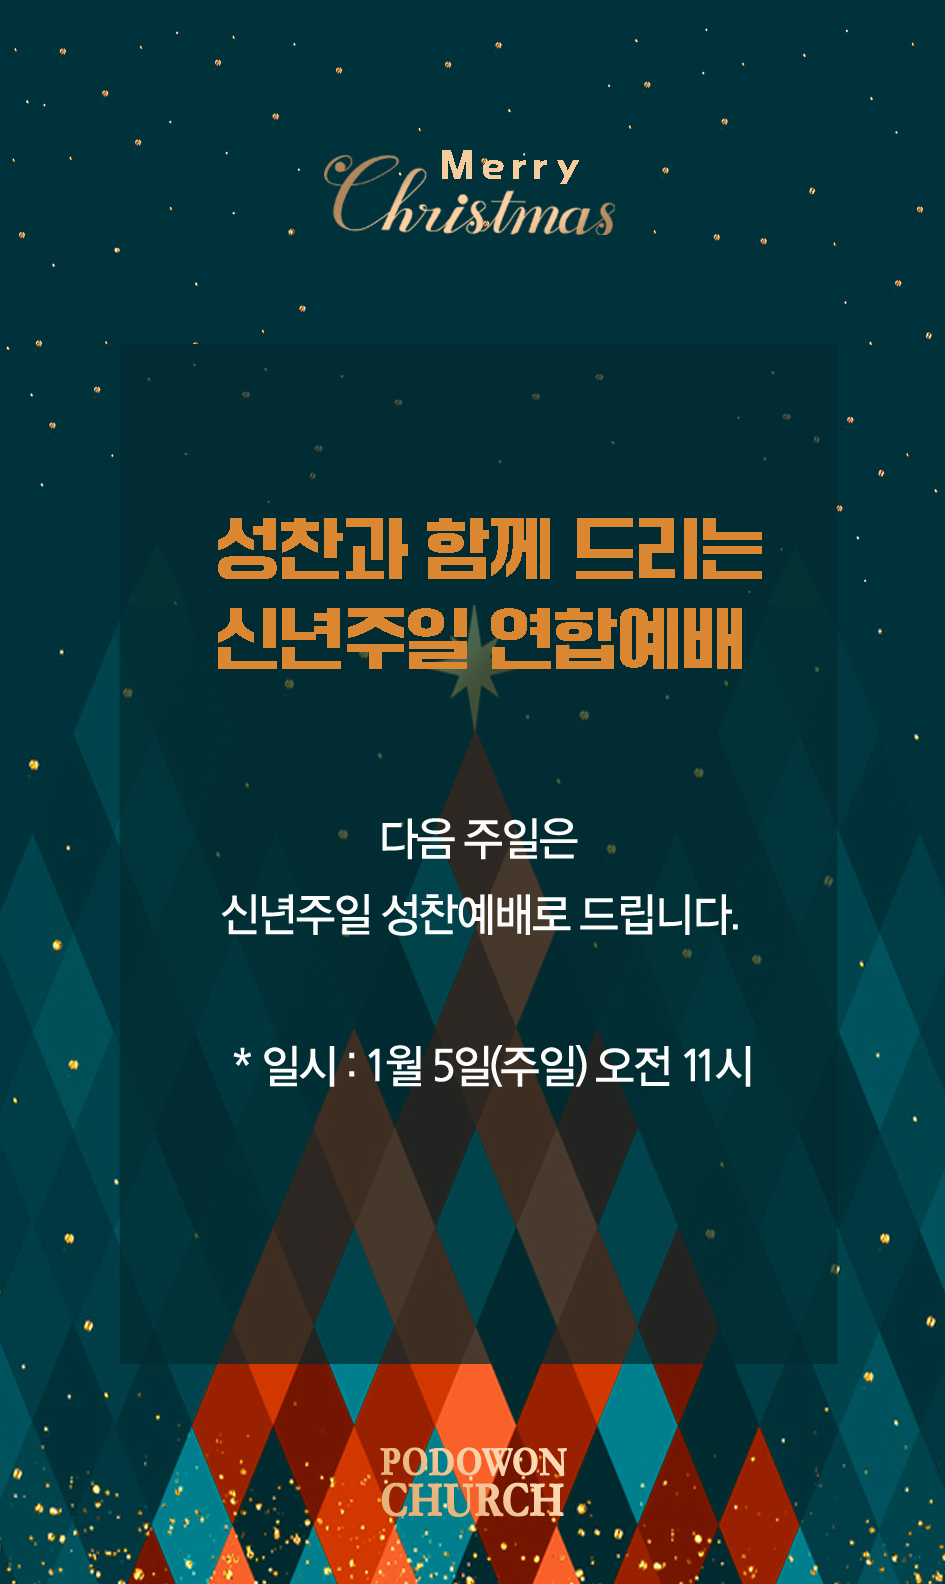 Merry
Christmas
성찬과 함께 드리는
신년주일 연합예배
다음 주일은
신년주일 성찬예배로 드립니다.
* 일시 : 1월 5일(주일) 오전 11시
PODOWON
CHURCH